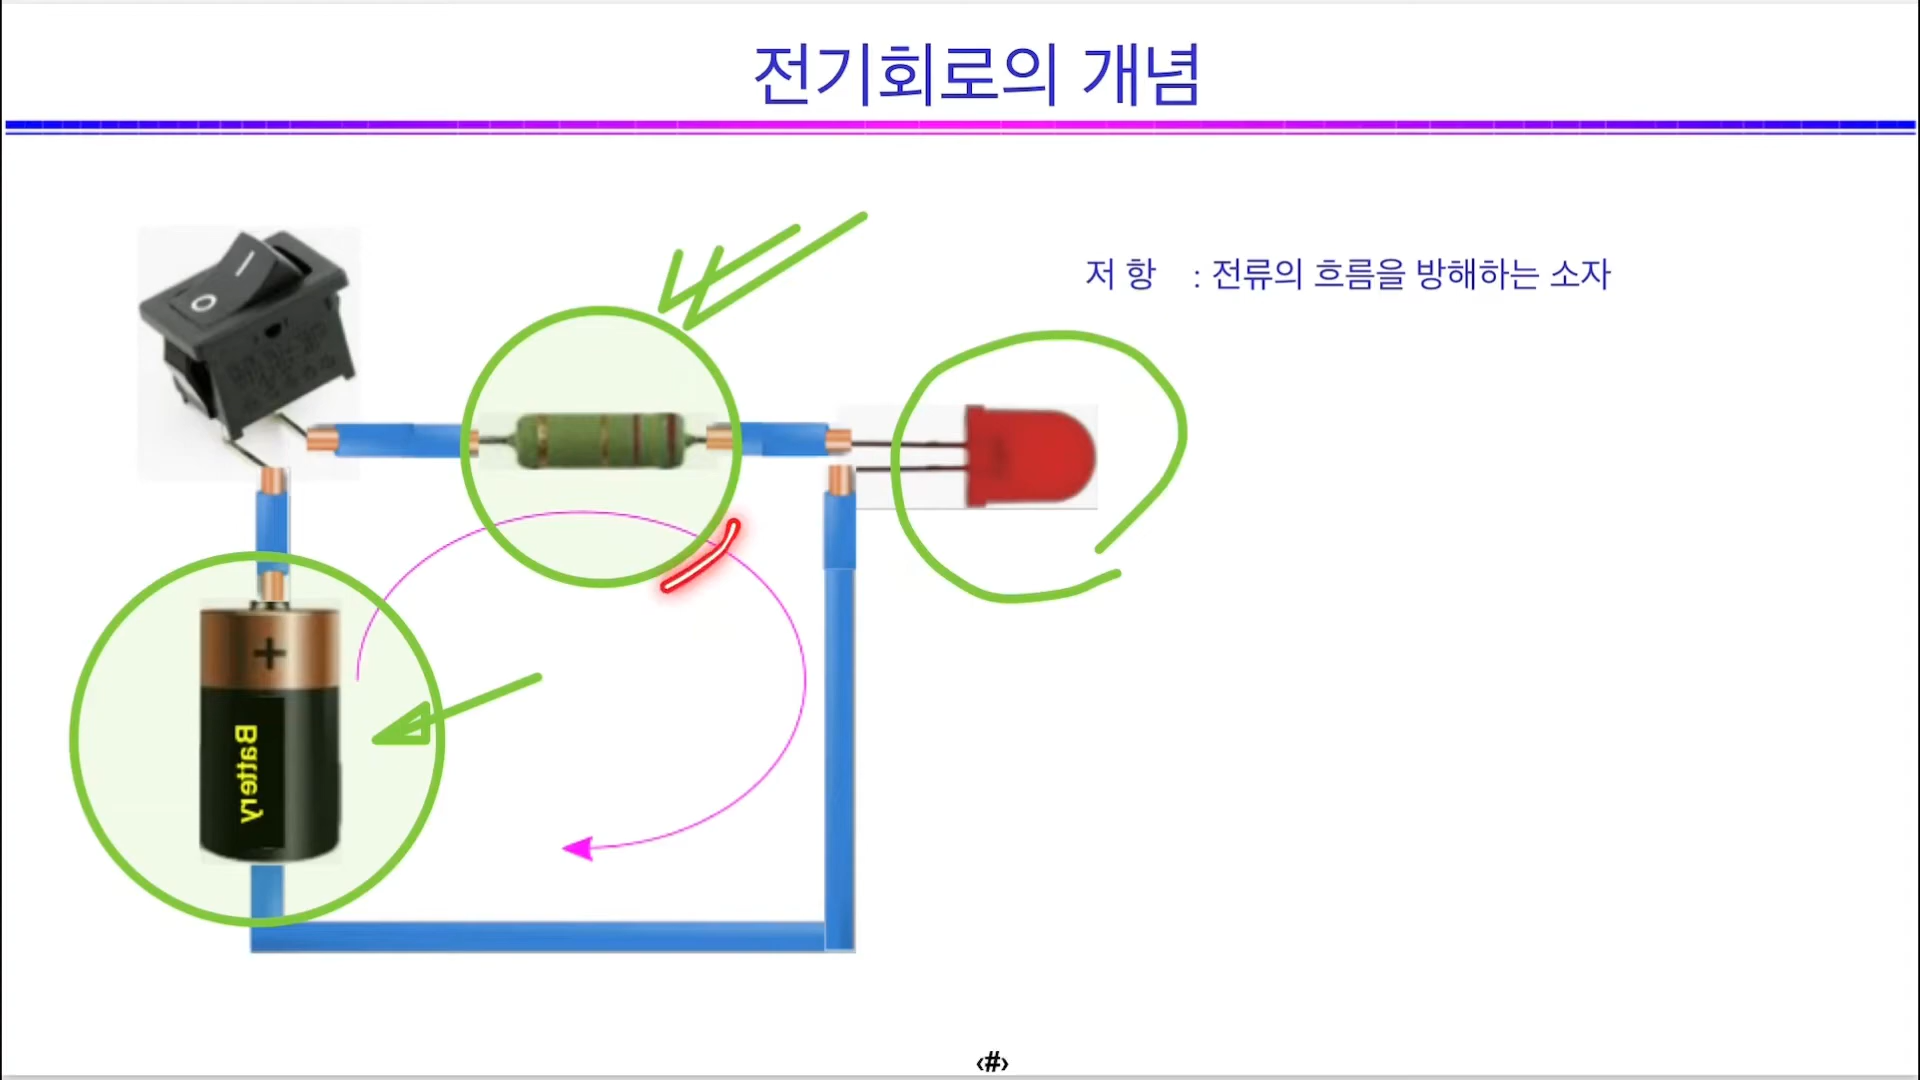 전기회로의 개념
저 항 : 전류의 흐름을 방해하는 소자
+
Battery
‹#›